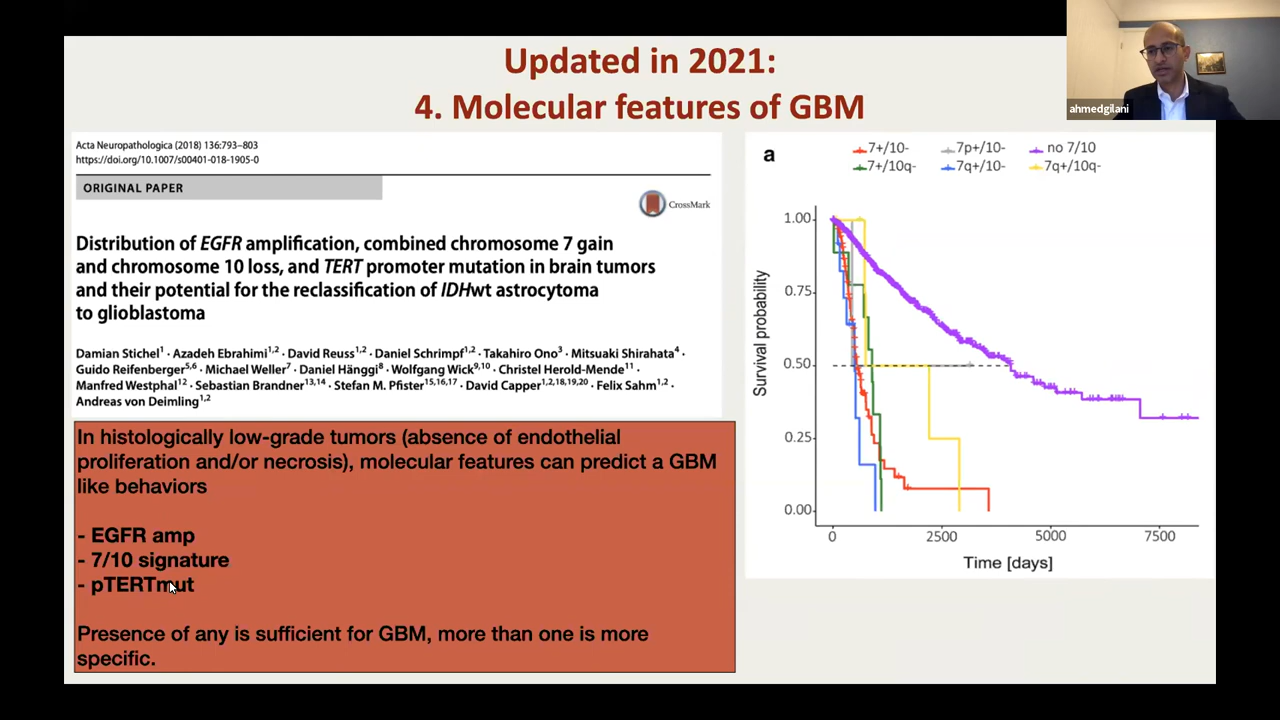 Updated in 2021:
4. Molecular features of GBM
ahmedgilani
Acta Neuropathologica (2018) 136:793–803
https://doi.org/10.1007/s00401-018-1905-0
ORIGINAL PAPER
CrossMark
Distribution of EGFR amplification, combined chromosome 7 gain
and chromosome 10 loss, and TERT promoter mutation in brain tumors
and their potential for the reclassification of IDHwt astrocytoma
to glioblastoma
Damian Stichel1 · Azadeh Ebrahimi1,2 · David Reuss1,2 · Daniel Schrimpf1,2 · Takahiro Ono3 · Mitsuaki Shirahata4 ·
Guido Reifenberger5,6 · Michael Weller7 · Daniel Hänggi8 · Wolfgang Wick9,10 · Christel Herold-Mende11 ·
Manfred Westphal12 · Sebastian Brandner13,14 · Stefan M. Pfister15,16,17 · David Capper1,2,18,19,20 · Felix Sahm1,2 ·
Andreas von Deimling1,2
In histologically low-grade tumors (absence of endothelial
proliferation and/or necrosis), molecular features can predict a GBM
like behaviors
- EGFR amp
- 7/10 signature
- pTERTmut
Presence of any is sufficient for GBM, more than one is more
specific.
a
7+/10- 7p+/10- no 7/10
7+/10q- 7q+/10- 7q+/10q-
Survival probability
1.00
0.75
0.50
0.25
0.00
0 2500 5000 7500
Time [days]